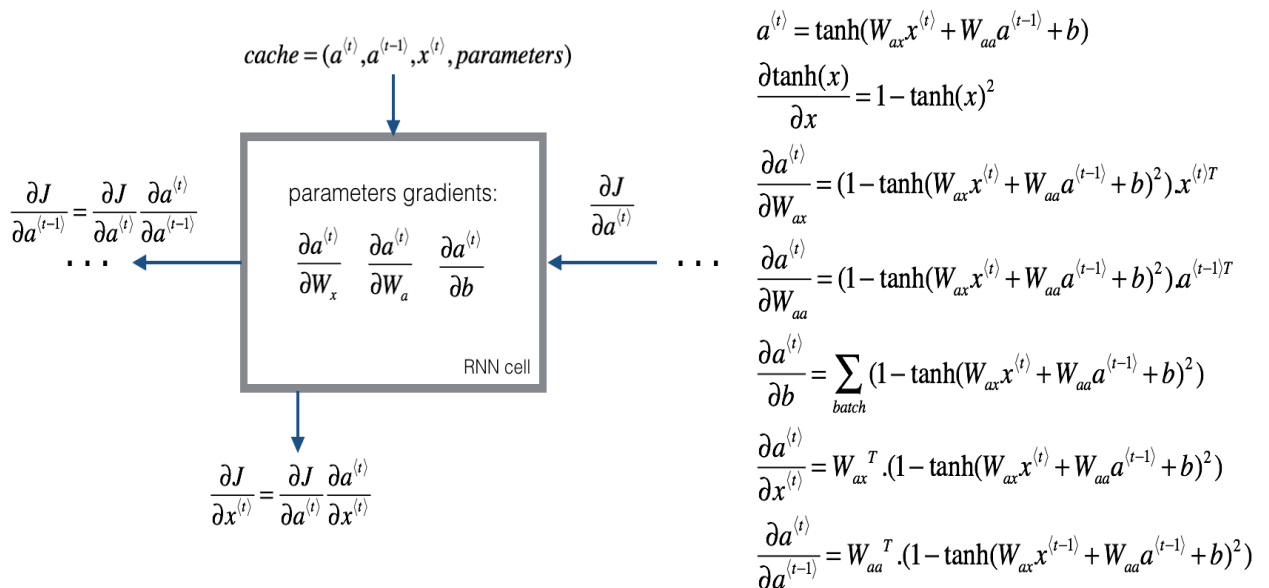 cache = (a⟨t⟩, a⟨t−1⟩, x⟨t⟩, parameters)
∂J/∂a⟨t−1⟩ = ∂J/∂a⟨t⟩ ∂a⟨t⟩/∂a⟨t−1⟩
...
parameters gradients:
∂a⟨t⟩/∂Wₓ ∂a⟨t⟩/∂Wₐ ∂a⟨t⟩/∂b
RNN cell
∂J/∂a⟨t⟩
...
∂J/∂x⟨t⟩ = ∂J/∂a⟨t⟩ ∂a⟨t⟩/∂x⟨t⟩
a⟨t⟩ = tanh(W_ax x⟨t⟩ + W_aa a⟨t−1⟩ + b)
∂tanh(x)/∂x = 1 − tanh(x)²
∂a⟨t⟩/∂W_ax = (1 − tanh(W_ax x⟨t⟩ + W_aa a⟨t−1⟩ + b)²).x⟨t⟩T
∂a⟨t⟩/∂W_aa = (1 − tanh(W_ax x⟨t⟩ + W_aa a⟨t−1⟩ + b)²).a⟨t−1⟩T
∂a⟨t⟩/∂b = ∑_batch (1 − tanh(W_ax x⟨t⟩ + W_aa a⟨t−1⟩ + b)²)
∂a⟨t⟩/∂x⟨t⟩ = W_ax^T .(1 − tanh(W_ax x⟨t⟩ + W_aa a⟨t−1⟩ + b)²)
∂a⟨t⟩/∂a⟨t−1⟩ = W_aa^T .(1 − tanh(W_ax x⟨t−1⟩ + W_aa a⟨t−1⟩ + b)²)